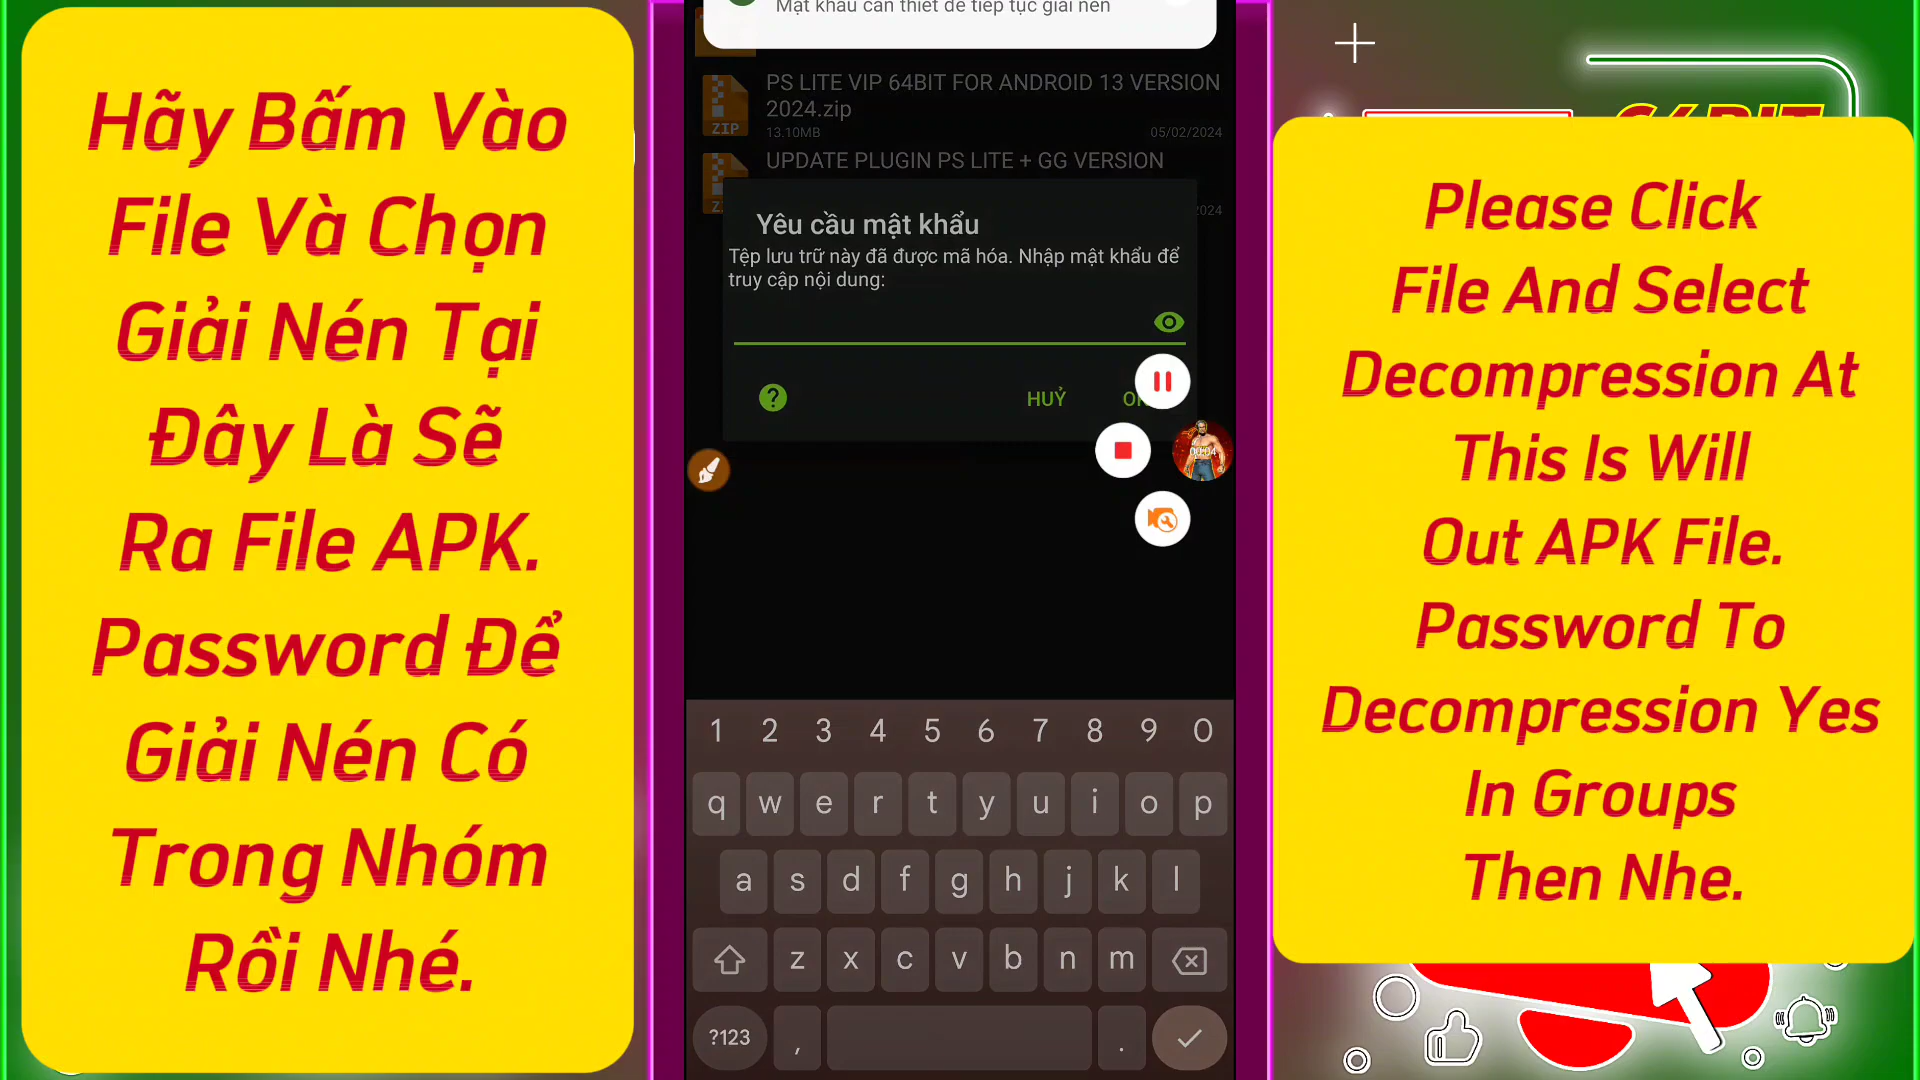 Hãy Bấm Vào
File Và Chọn
Giải Nén Tại
Đây Là Sẽ
Ra File APK.
Password Để
Giải Nén Có
Trong Nhóm
Rồi Nhé.
Mật khẩu cần thiết để tiếp tục giải nén
PS LITE VIP 64BIT FOR ANDROID 13 VERSION
2024.zip
ZIP
13.10MB
05/02/2024
UPDATE PLUGIN PS LITE + GG VERSION
2024
Yêu cầu mật khẩu
Tệp lưu trữ này đã được mã hóa. Nhập mật khẩu để
truy cập nội dung:
?
HUỶ
00:04
1 2 3 4 5 6 7 8 9 0
q w e r t y u i o p
a s d f g h j k l
z x c v b n m
?123 , .
64BIT
Please Click
File And Select
Decompression At
This Is Will
Out APK File.
Password To
Decompression Yes
In Groups
Then Nhe.